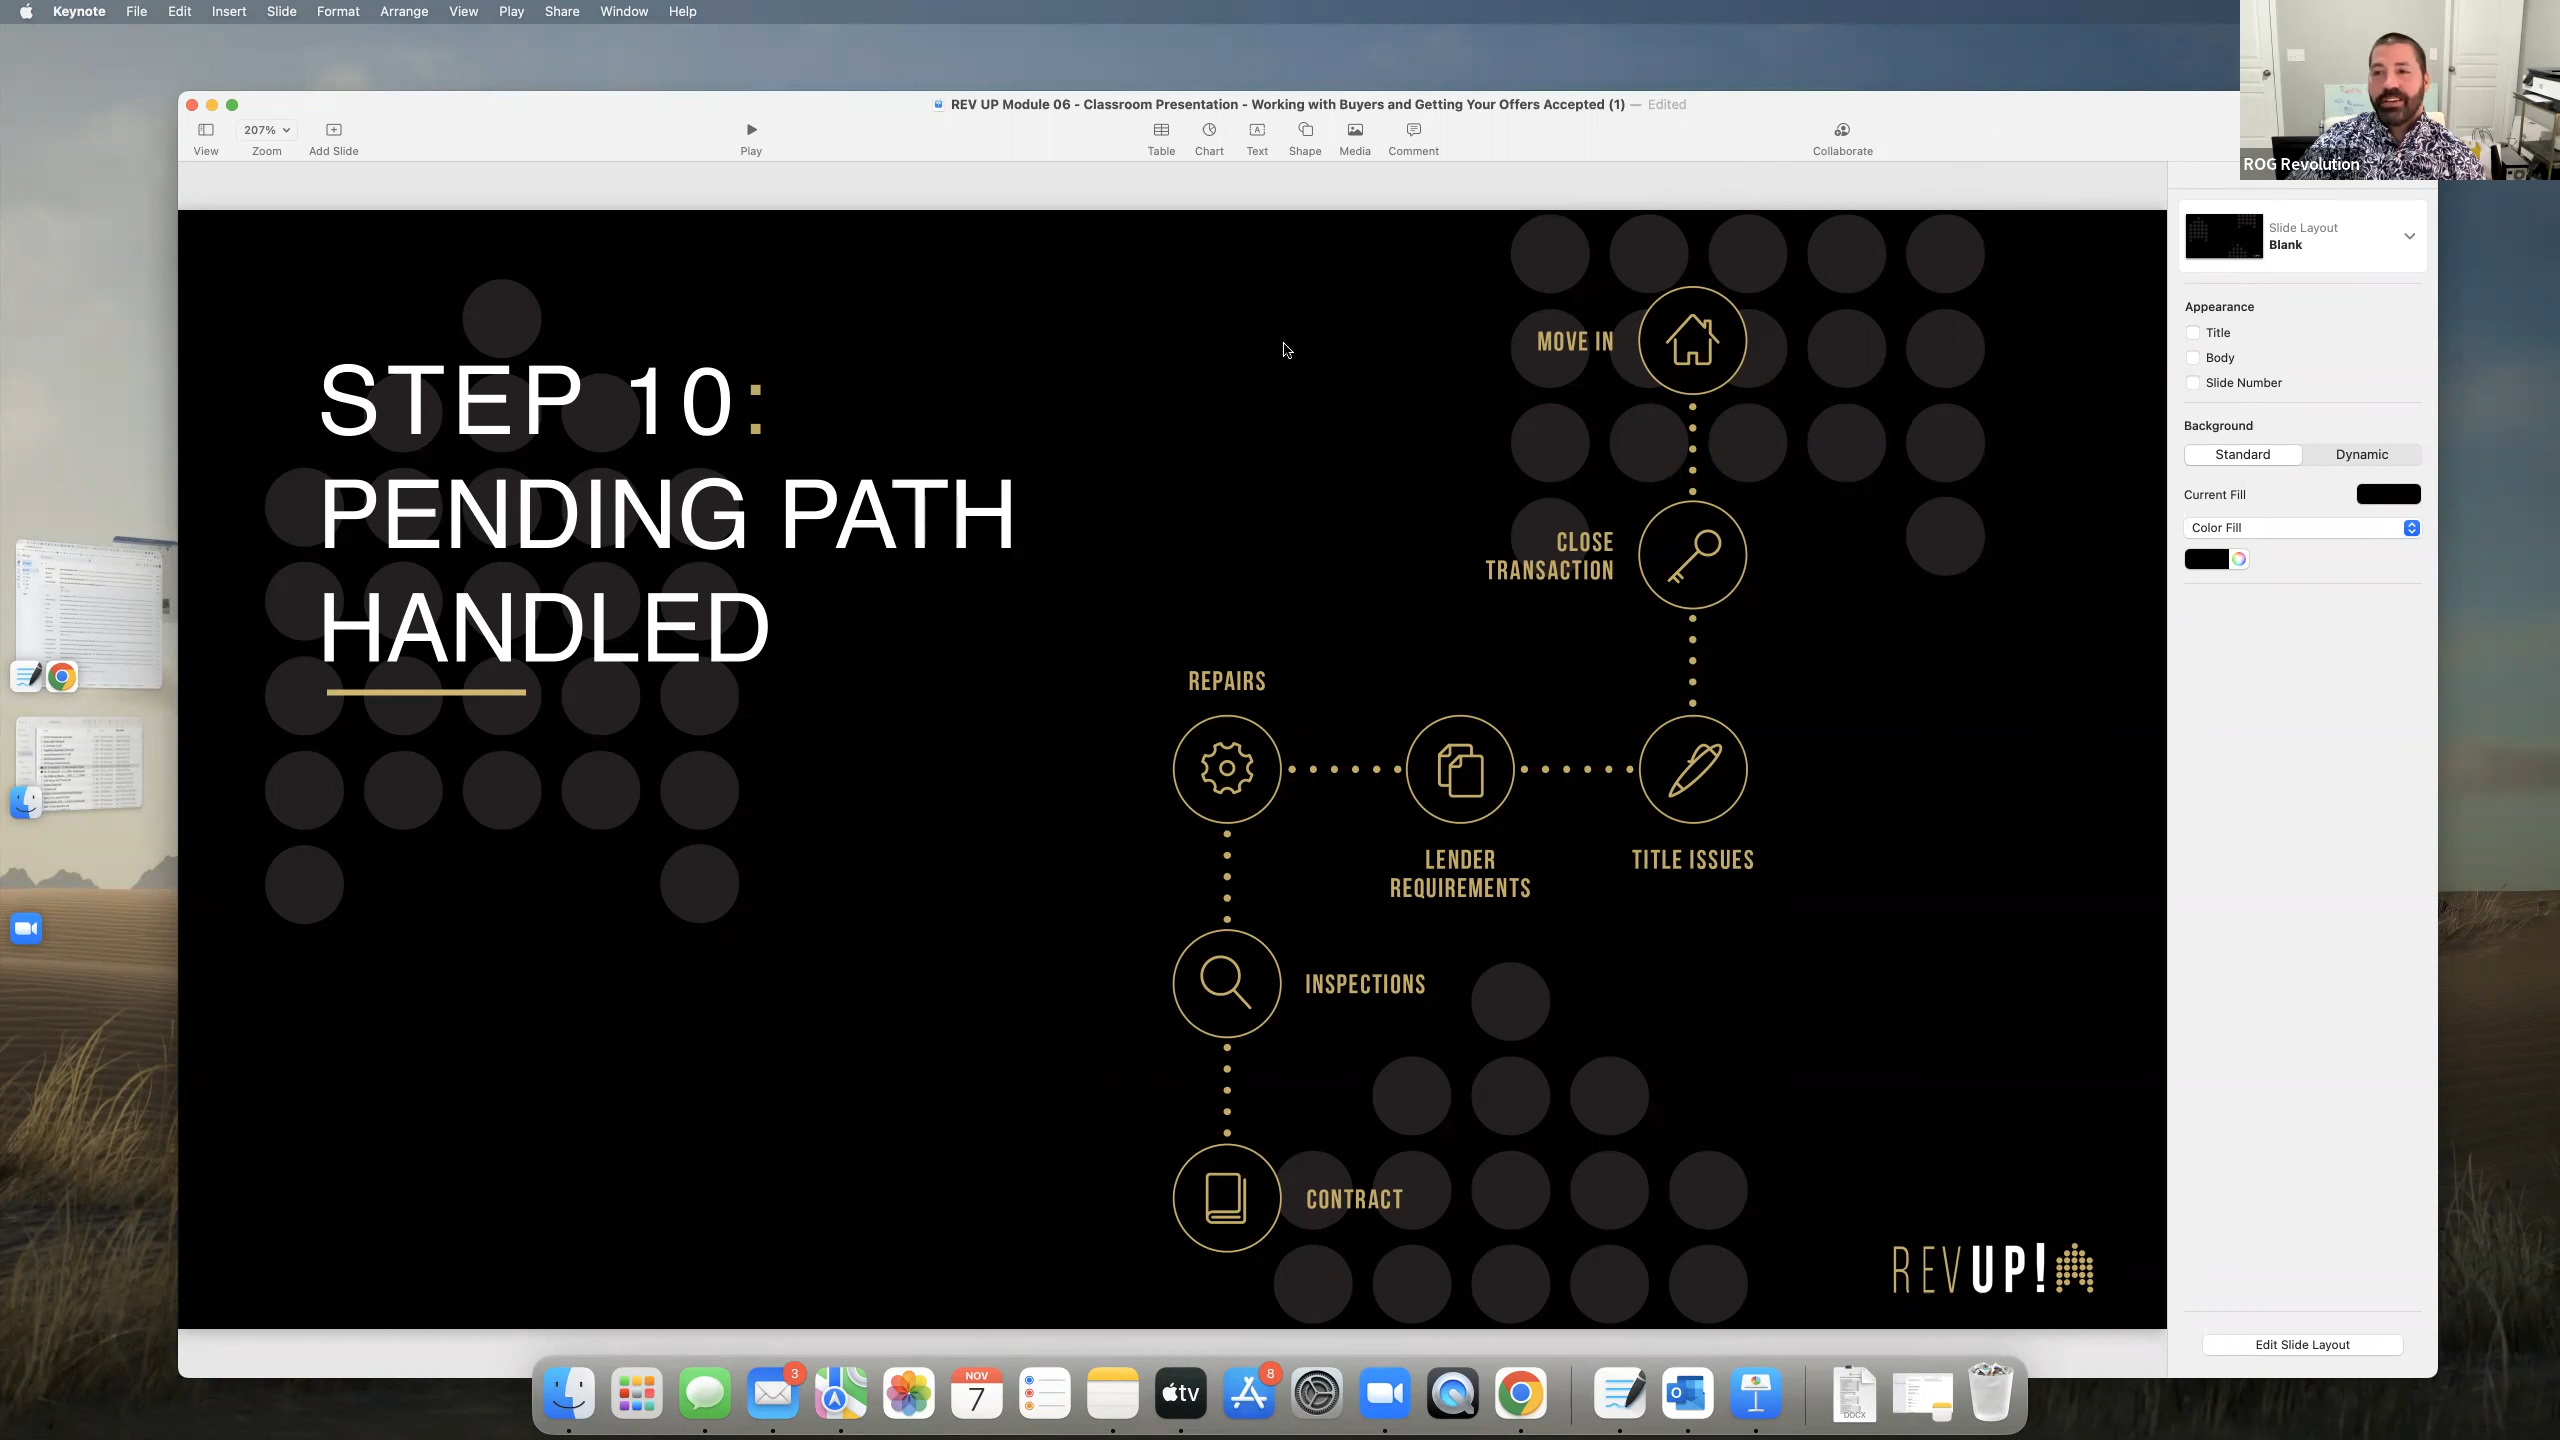 Keynote File Edit Insert Slide Format Arrange View Play Share Window Help
REV UP Module 06 - Classroom Presentation - Working with Buyers and Getting Your Offers Accepted (1) — Edited
207%
View Zoom Add Slide Play Table Chart Text Shape Media Comment Collaborate
ROG Revolution
Slide Layout
Blank
Appearance
Title
Body
Slide Number
Background
Standard Dynamic
Current Fill
Color Fill
Edit Slide Layout
STEP 10:
PENDING PATH
HANDLED
MOVE IN
CLOSE
TRANSACTION
REPAIRS
LENDER
REQUIREMENTS
TITLE ISSUES
INSPECTIONS
CONTRACT
REVUP!
3
NOV
7
tv
8
DOCX